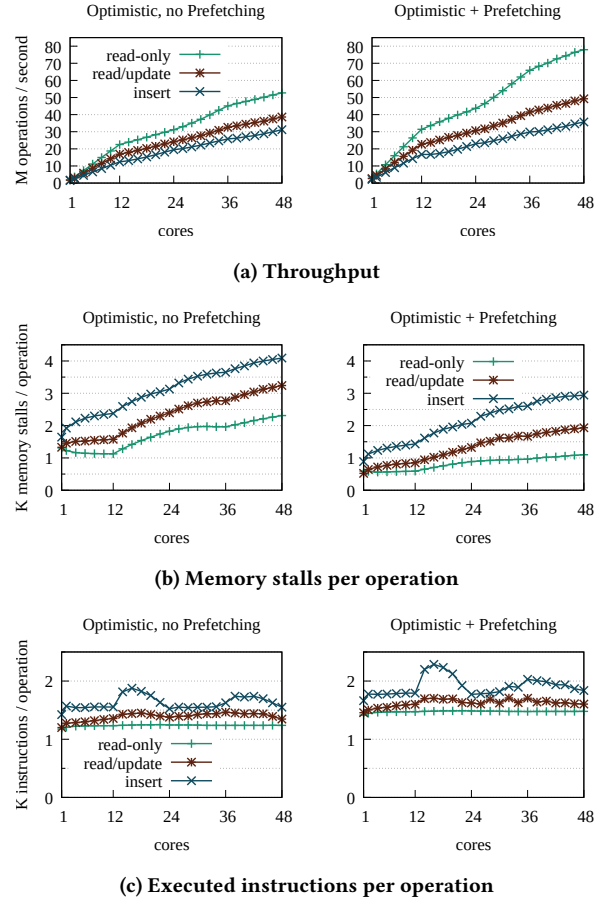 Optimistic, no Prefetching
Optimistic + Prefetching
M operations / second
80
70
60
50
40
30
20
10
0
read-only
read/update
insert
1 12 24 36 48
cores
80
70
60
50
40
30
20
10
0
1 12 24 36 48
cores
(a) Throughput
Optimistic, no Prefetching
Optimistic + Prefetching
K memory stalls / operation
4
3
2
1
0
1 12 24 36 48
cores
4
3
2
1
0
read-only
read/update
insert
1 12 24 36 48
cores
(b) Memory stalls per operation
Optimistic, no Prefetching
Optimistic + Prefetching
K instructions / operation
2
1
0
read-only
read/update
insert
1 12 24 36 48
cores
2
1
0
1 12 24 36 48
cores
(c) Executed instructions per operation